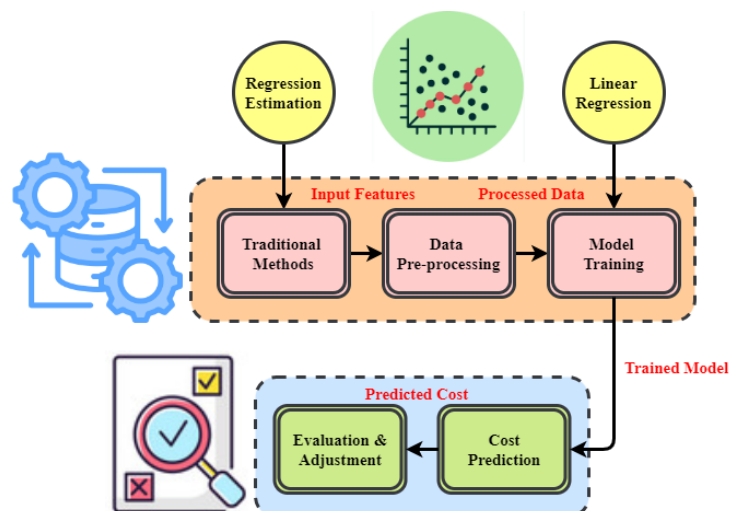 Regression
Estimation
Linear
Regression
Input Features
Processed Data
Traditional
Methods
Data
Pre-processing
Model
Training
Trained Model
Predicted Cost
Evaluation &
Adjustment
Cost
Prediction